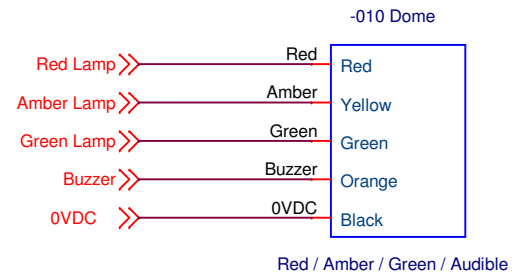 -010 Dome
Red Lamp Red Red
Amber Lamp Amber Yellow
Green Lamp Green Green
Buzzer Buzzer Orange
0VDC 0VDC Black
Red / Amber / Green / Audible